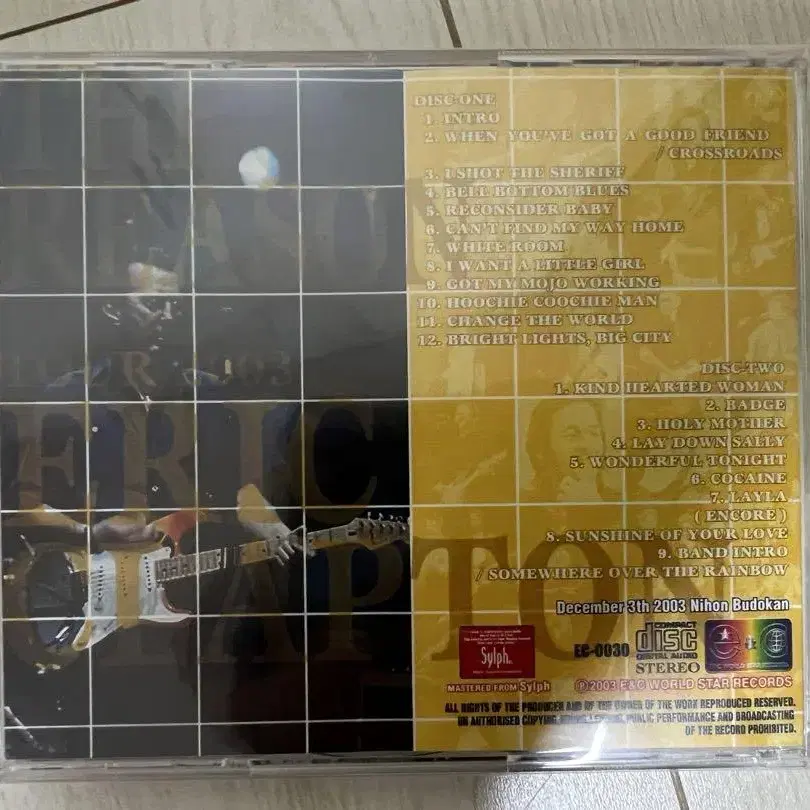 ERIC
CLAPTON
DISC ONE
1. INTRO
2. WHEN YOU'VE GOT A GOOD FRIEND
/ CROSSROADS
3. I SHOT THE SHERIFF
4. BELL BOTTOM BLUES
5. RECONSIDER BABY
6. CAN'T FIND MY WAY HOME
7. WHITE ROOM
8. I WANT A LITTLE GIRL
9. GOT MY MOJO WORKING
10. HOOCHIE COOCHIE MAN
11. CHANGE THE WORLD
12. BRIGHT LIGHTS, BIG CITY
DISC TWO
1. KIND HEARTED WOMAN
2. BADGE
3. HOLY MOTHER
4. LAY DOWN SALLY
5. WONDERFUL TONIGHT
6. COCAINE
7. LAYLA
( ENCORE )
8. SUNSHINE OF YOUR LOVE
9. BAND INTRO
/ SOMEWHERE OVER THE RAINBOW
December 3th 2003 Nihon Budokan
Sylph
EC-0030
COMPACT
disc
DIGITAL AUDIO
STEREO
E & C
MASTERED FROM Sylph
℗2003 E&C WORLD STAR RECORDS
ALL RIGHTS OF THE PRODUCER AND OF THE OWNER OF THE WORK REPRODUCED RESERVED.
UN AUTHORISED COPYING, PUBLIC PERFORMANCE AND BROADCASTING
OF THE RECORD PROHIBITED.